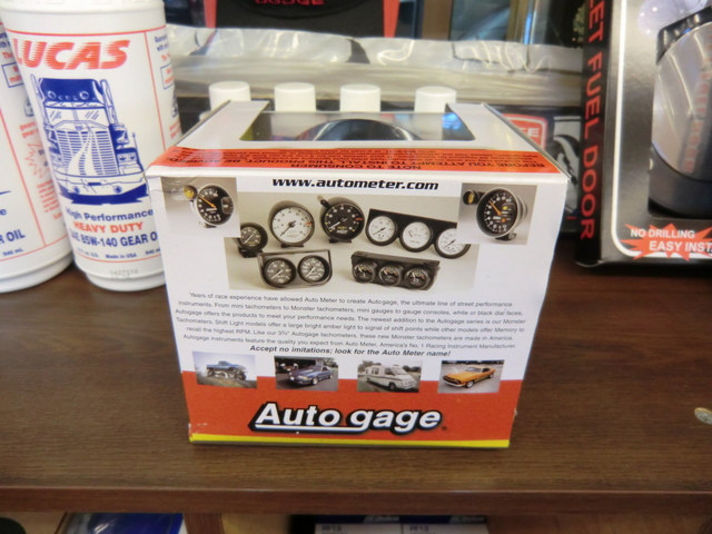 LUCAS
High Performance
HEAVY DUTY
SAE 85W-140 GEAR O
R OIL
www.autometer.com
Years of race experience have allowed Auto Meter to create Autogage, the ultimate line of street performance
instruments. From mini tachometers to Monster tachometers, mini gauges to gauge consoles, white or black dial faces,
Autogage offers the products to meet your performance needs. The newest addition to the Autogage series is our Monster
Tachometers. Shift Light models offer a large bright amber light to signal of shift points while other models offer Memory to
recall the highest RPM. Like our 3¾" Autogage tachometers, these new Monster tachometers are made in America.
Autogage instruments feature the quality you expect from Auto Meter, America's No. 1 Racing Instrument Manufacturer.
Accept no imitations; look for the Auto Meter name!
Auto gage
LET FUEL DOOR
NO DRILLING
EASY INST